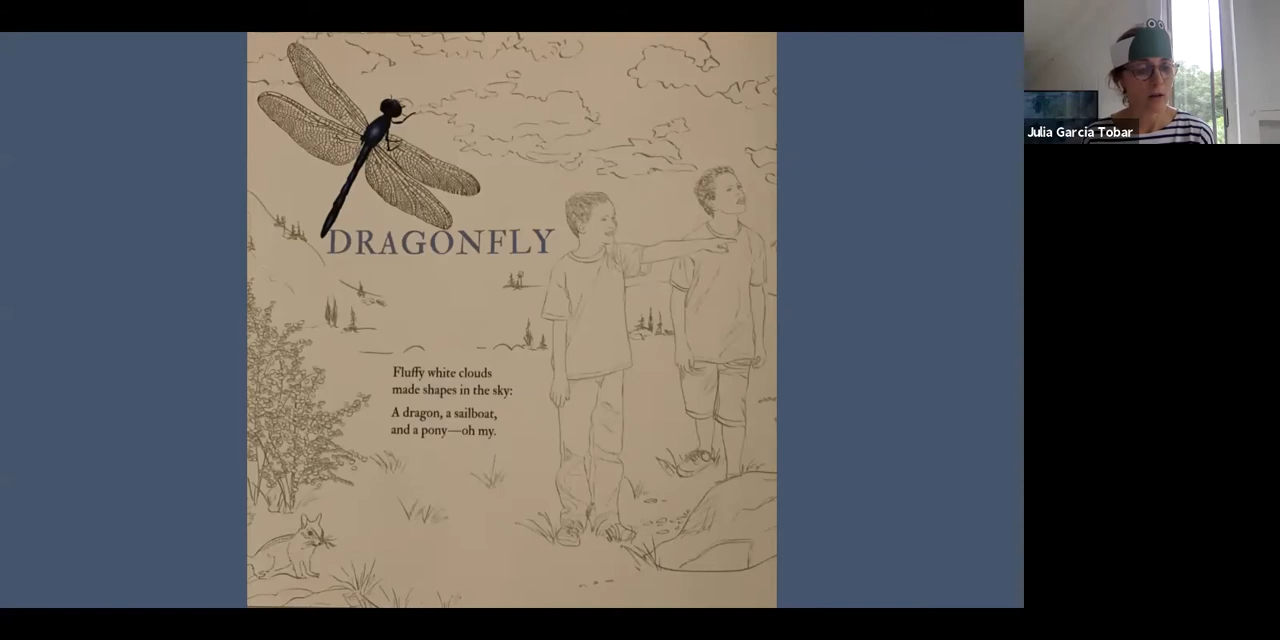 DRAGONFLY
Fluffy white clouds
made shapes in the sky:
A dragon, a sailboat,
and a pony—oh my.
Julia Garcia Tobar